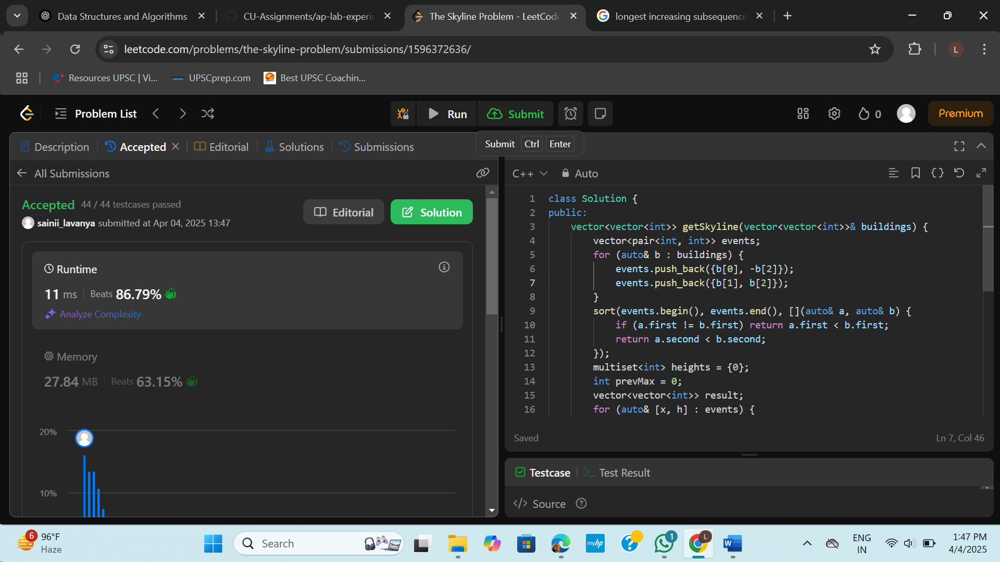 Data Structures and Algorithms
CU-Assignments/ap-lab-experi
The Skyline Problem - LeetCode
longest increasing subsequence
leetcode.com/problems/the-skyline-problem/submissions/1596372636/
L
Resources UPSC | Vi...
UPSCprep.com
Best UPSC Coachin...
Problem List
Run
Submit
0
Premium
Description
Accepted
Editorial
Solutions
Submissions
Submit Ctrl Enter
All Submissions
C++
Auto
Accepted 44 / 44 testcases passed
sainii_lavanya submitted at Apr 04, 2025 13:47
Editorial
Solution
Runtime
11 ms Beats 86.79%
Analyze Complexity
Memory
27.84 MB Beats 63.15%
20%
10%
1 class Solution {
2 public:
3 vector<vector<int>> getSkyline(vector<vector<int>>& buildings) {
4 vector<pair<int, int>> events;
5 for (auto& b : buildings) {
6 events.push_back({b[0], -b[2]});
7 events.push_back({b[1], b[2]});
8 }
9 sort(events.begin(), events.end(), [](auto& a, auto& b) {
10 if (a.first != b.first) return a.first < b.first;
11 return a.second < b.second;
12 });
13 multiset<int> heights = {0};
14 int prevMax = 0;
15 vector<vector<int>> result;
16 for (auto& [x, h] : events) {
Saved
Ln 7, Col 46
Testcase
Test Result
</> Source
6
96°F
Haze
Search
myhp
1
L
W
ENG
IN
1:47 PM
4/4/2025